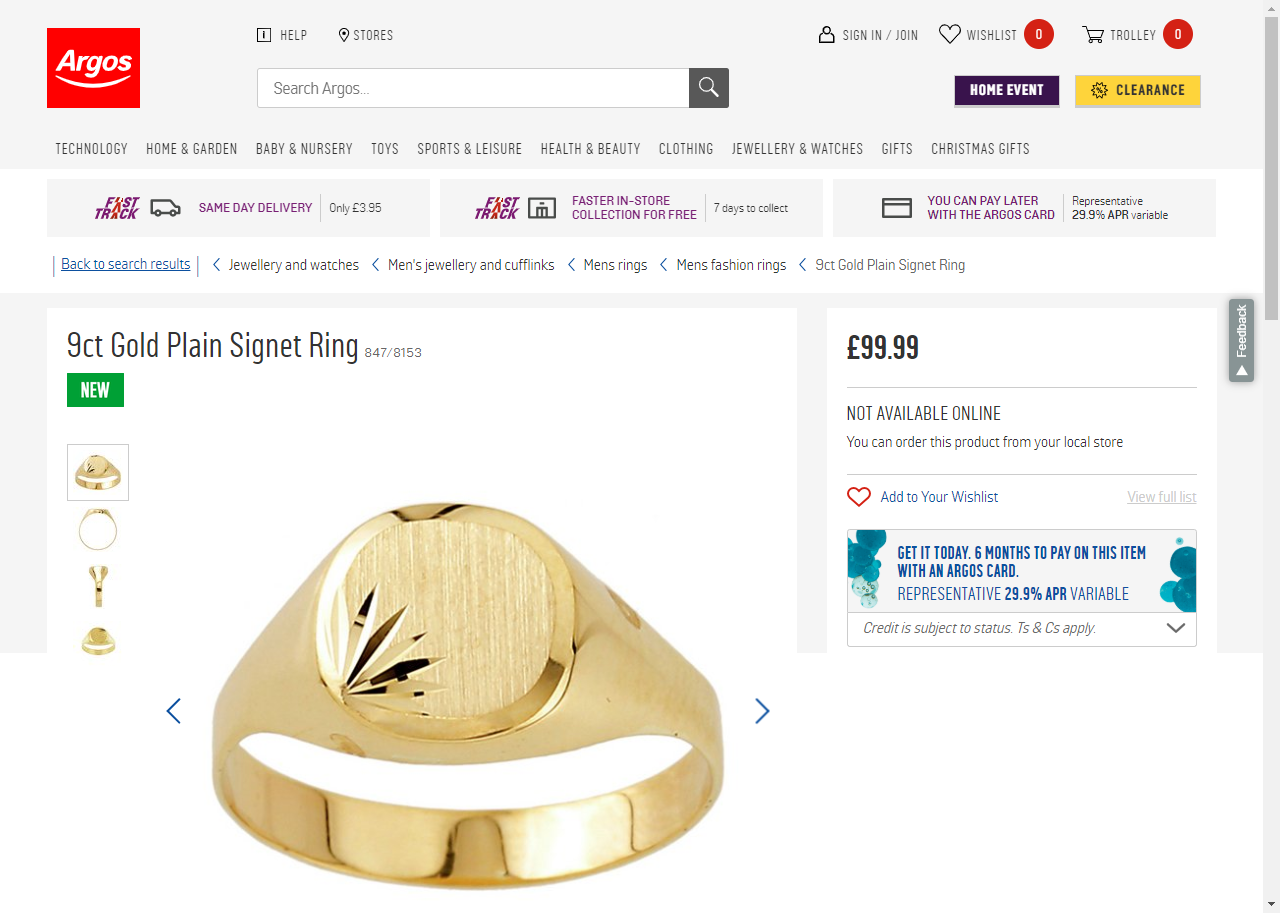 HELP
STORES
SIGN IN / JOIN
WISHLIST 0
TROLLEY 0
Argos
Search Argos...
HOME EVENT
CLEARANCE
TECHNOLOGY HOME & GARDEN BABY & NURSERY TOYS SPORTS & LEISURE HEALTH & BEAUTY CLOTHING JEWELLERY & WATCHES GIFTS CHRISTMAS GIFTS
FAST TRACK
SAME DAY DELIVERY
Only £3.95
FAST TRACK
FASTER IN-STORE
COLLECTION FOR FREE
7 days to collect
YOU CAN PAY LATER
WITH THE ARGOS CARD
Representative
29.9% APR variable
Back to search results
Jewellery and watches
Men's jewellery and cufflinks
Mens rings
Mens fashion rings
9ct Gold Plain Signet Ring
9ct Gold Plain Signet Ring 847/8153
NEW
£99.99
NOT AVAILABLE ONLINE
You can order this product from your local store
Add to Your Wishlist
View full list
GET IT TODAY. 6 MONTHS TO PAY ON THIS ITEM
WITH AN ARGOS CARD.
REPRESENTATIVE 29.9% APR VARIABLE
Credit is subject to status. Ts & Cs apply.
Feedback